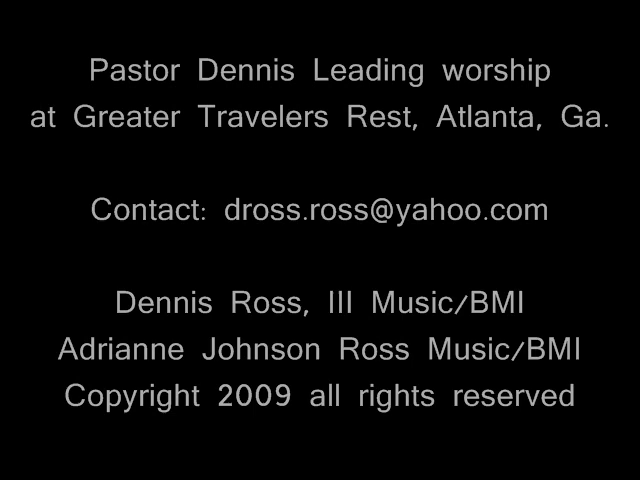 Pastor Dennis Leading worship
at Greater Travelers Rest, Atlanta, Ga.
Contact: dross.ross@yahoo.com
Dennis Ross, III Music/BMI
Adrianne Johnson Ross Music/BMI
Copyright 2009 all rights reserved